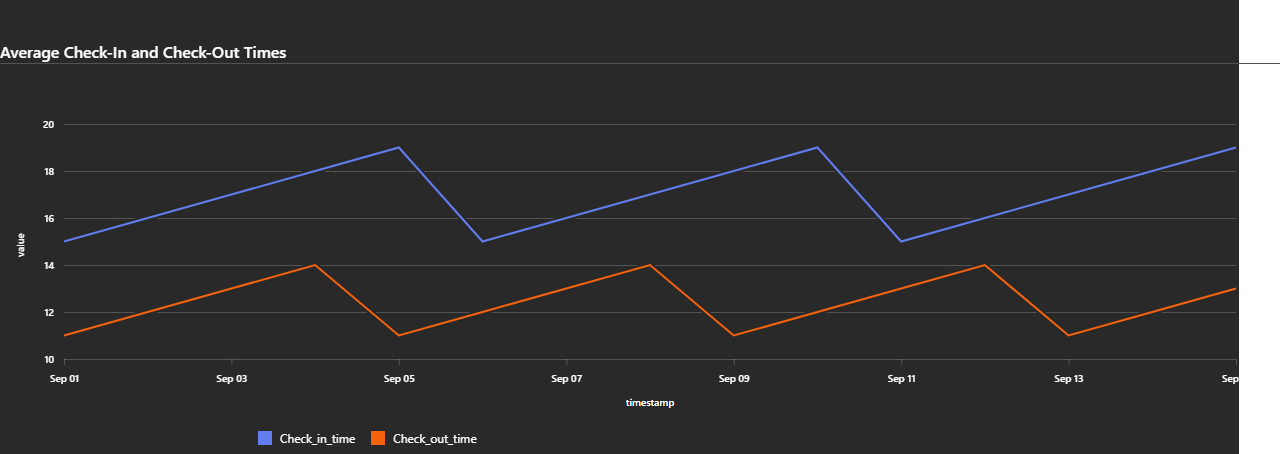 Average Check-In and Check-Out Times
20
18
16
14
12
10
value
Sep 01 Sep 03 Sep 05 Sep 07 Sep 09 Sep 11 Sep 13 Sep
timestamp
Check_in_time Check_out_time